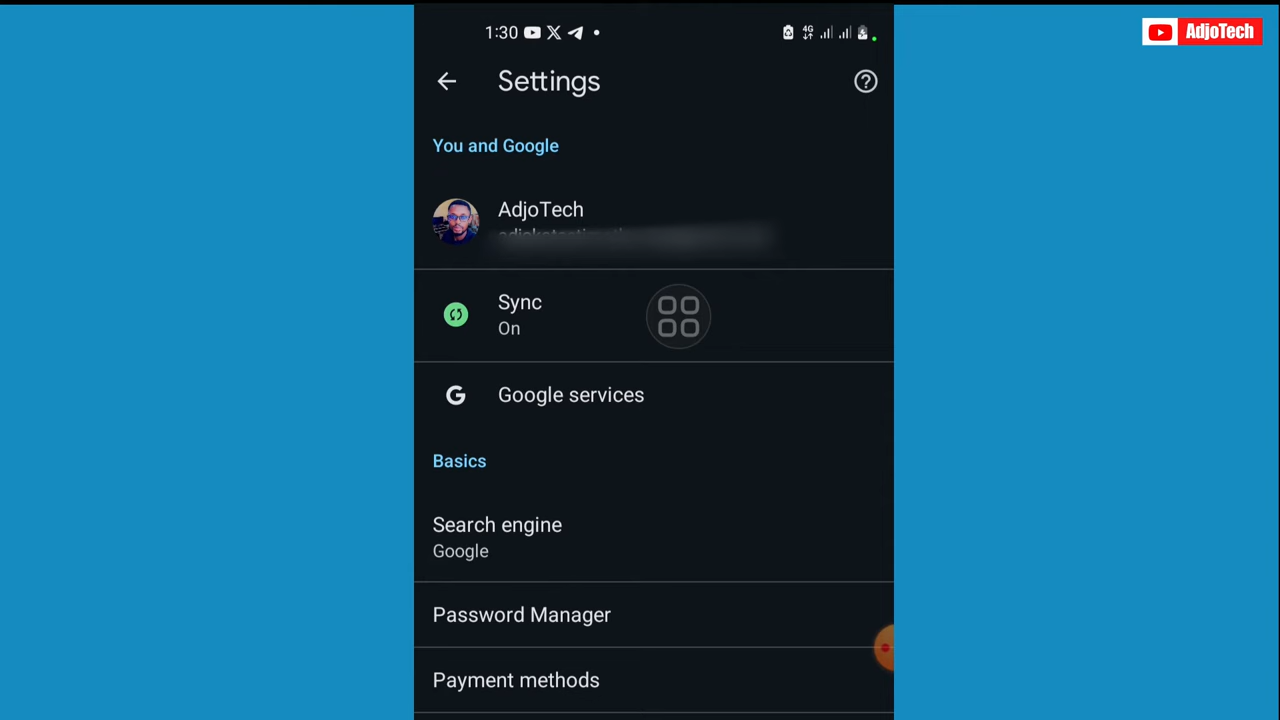 1:30
4G
AdjoTech
Settings
You and Google
AdjoTech
Sync
On
Google services
Basics
Search engine
Google
Password Manager
Payment methods